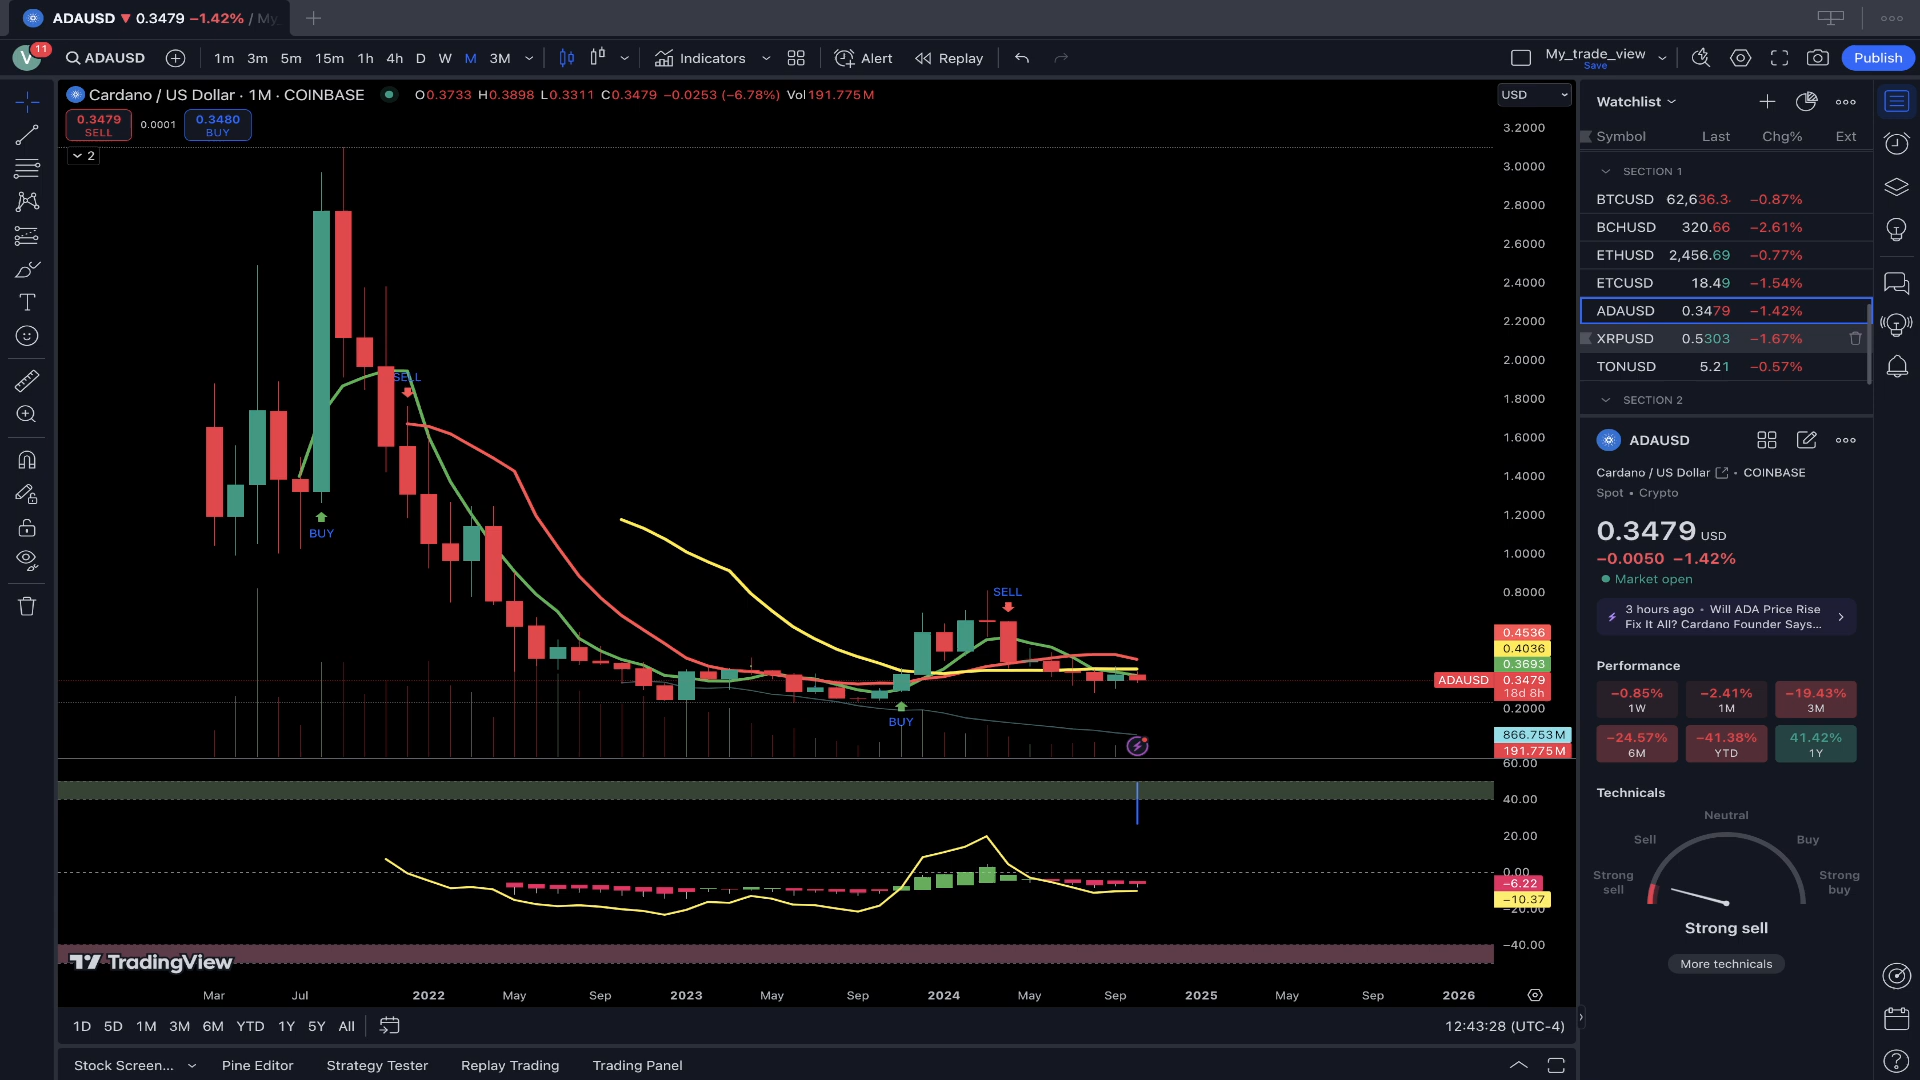 ADAUSD ▼ 0.3479 −1.42% / My_
V 11 ADAUSD 1m 3m 5m 15m 1h 4h D W M 3M Indicators Alert Replay My_trade_view Save Publish
Cardano / US Dollar · 1M · COINBASE O0.3733 H0.3898 L0.3311 C0.3479 −0.0253 (−6.78%) Vol191.775M
0.3479 SELL 0.0001 0.3480 BUY
2
USD
3.2000
3.0000
2.8000
2.6000
2.4000
2.2000
2.0000
1.8000
1.6000
1.4000
1.2000
1.0000
0.8000
0.4536
0.4036
0.3693
ADAUSD 0.3479
18d 8h
0.2000
866.753M
191.775M
SELL
BUY
SELL
BUY
60.00
40.00
20.00
0.00
−6.22
−10.37
−20.00
−40.00
TradingView
Mar Jul 2022 May Sep 2023 May Sep 2024 May Sep 2025 May Sep 2026
1D 5D 1M 3M 6M YTD 1Y 5Y All 12:43:28 (UTC-4)
Stock Screen... Pine Editor Strategy Tester Replay Trading Trading Panel
Watchlist
Symbol Last Chg% Ext
SECTION 1
BTCUSD 62,636.3 −0.87%
BCHUSD 320.66 −2.61%
ETHUSD 2,456.69 −0.77%
ETCUSD 18.49 −1.54%
ADAUSD 0.3479 −1.42%
XRPUSD 0.5303 −1.67%
TONUSD 5.21 −0.57%
SECTION 2
ADAUSD
Cardano / US Dollar • COINBASE
Spot • Crypto
0.3479 USD
−0.0050 −1.42%
Market open
3 hours ago • Will ADA Price Rise
Fix It All? Cardano Founder Says...
Performance
−0.85% −2.41% −19.43%
1W 1M 3M
−24.57% −41.38% 41.42%
6M YTD 1Y
Technicals
Neutral
Sell Buy
Strong sell Strong buy
Strong sell
More technicals